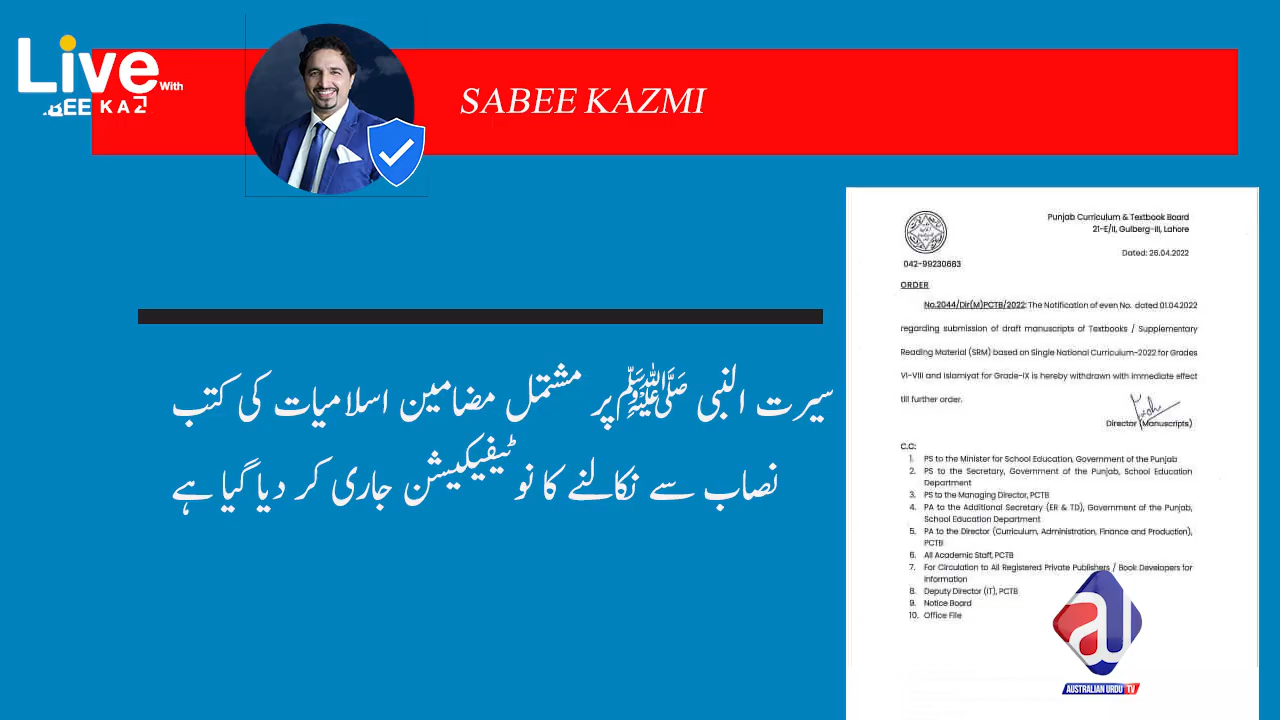 Live
With
SABEE KAZMI
Punjab Curriculum & Textbook Board
21-E/II, Gulberg-III, Lahore
Dated: 26.04.2022
042-99230683
ORDER
No.2044/Dir(M)PCTB/2022: The Notification of even No. dated 01.04.2022
regarding submission of draft manuscripts of Textbooks / Supplementary
Reading Material (SRM) based on Single National Curriculum-2022 for Grades
VI-VIII and Islamiyat for Grade-IX is hereby withdrawn with immediate effect
till further order.
Director (Manuscripts)
C.C:
1. PS to the Minister for School Education, Government of the Punjab
2. PS to the Secretary, Government of the Punjab, School Education
Department
3. PS to the Managing Director, PCTB
4. PA to the Additional Secretary (ER & TD), Government of the Punjab,
School Education Department
5. PA to the Director (Curriculum, Administration, Finance and Production),
PCTB
6. All Academic Staff, PCTB
7. For Circulation to All Registered Private Publishers / Book Developers for
Information
8. Deputy Director (IT), PCTB
9. Notice Board
10. Office File
سیرت النبی ﷺپر مشتمل مضامین اسلامیات کی کتب
نصاب سے نکالنے کا نوٹیفیکیشن جاری کر دیا گیا ہے
AUSTRALIAN URDU TV